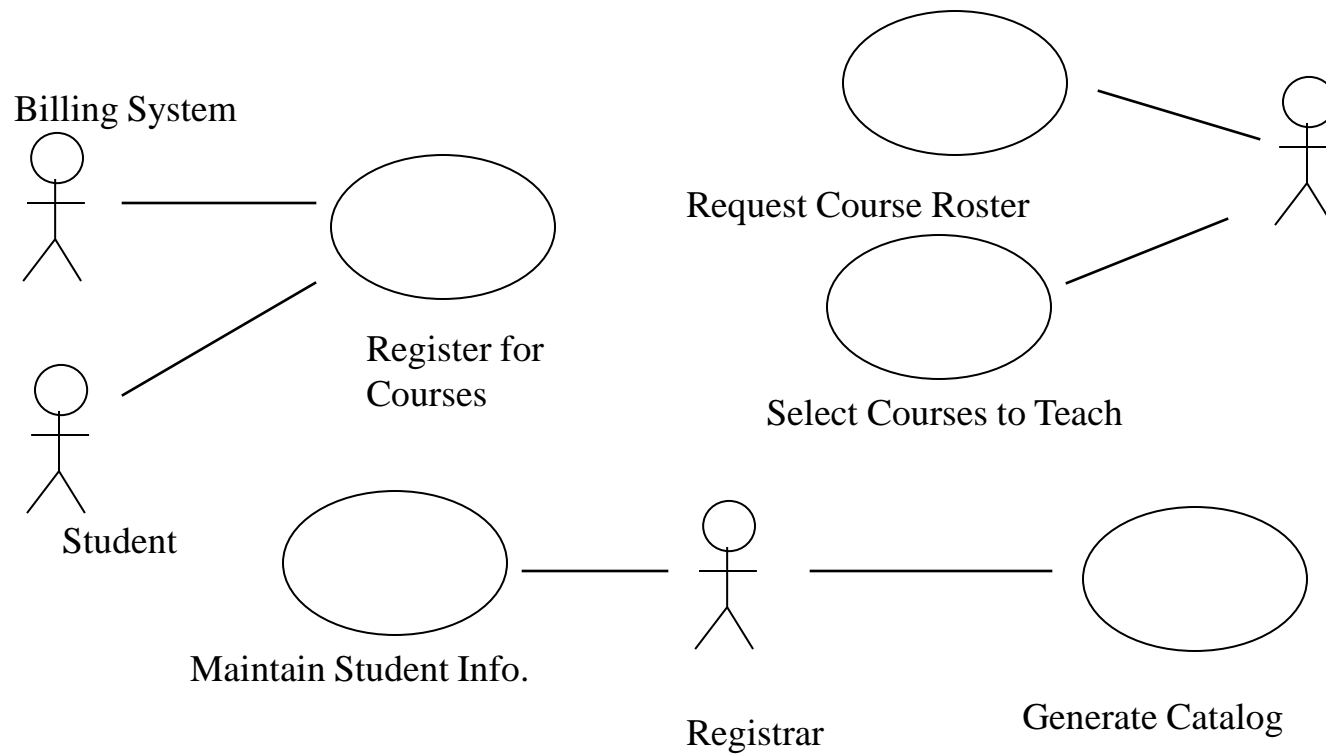 Billing System
Request Course Roster
Register for
Courses
Select Courses to Teach
Student
Maintain Student Info.
Registrar
Generate Catalog